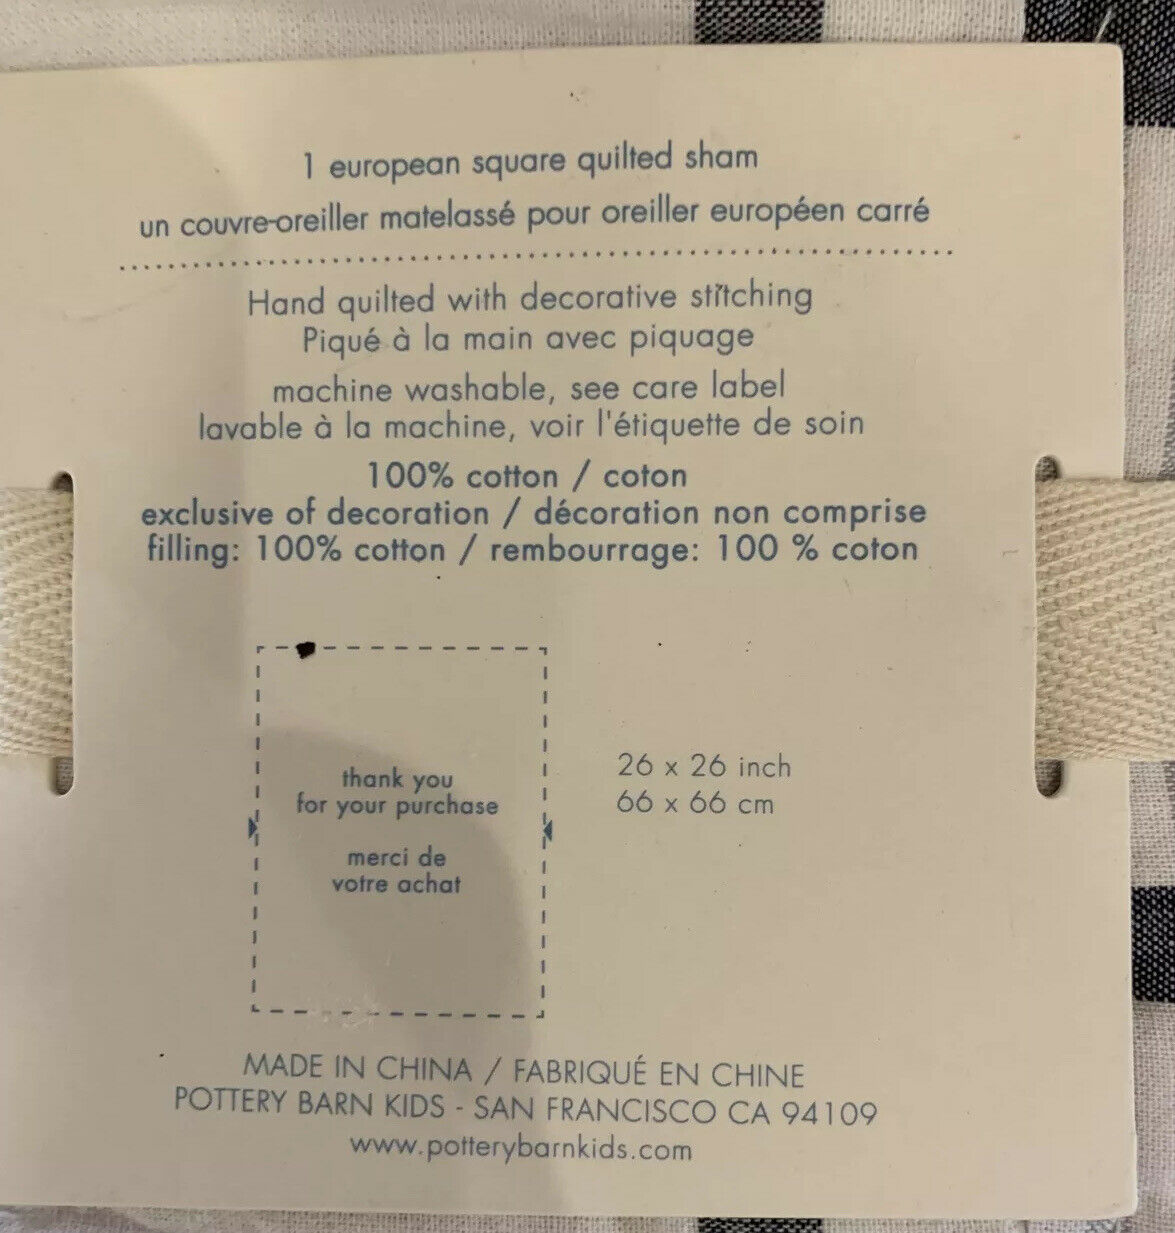 1 european square quilted sham
un couvre-oreiller matelassé pour oreiller européen carré
Hand quilted with decorative stitching
Piqué à la main avec piquage
machine washable, see care label
lavable à la machine, voir l'étiquette de soin
100% cotton / coton
exclusive of decoration / décoration non comprise
filling: 100% cotton / rembourrage: 100 % coton
thank you
for your purchase
merci de
votre achat
26 x 26 inch
66 x 66 cm
MADE IN CHINA / FABRIQUÉ EN CHINE
POTTERY BARN KIDS - SAN FRANCISCO CA 94109
www.potterybarnkids.com